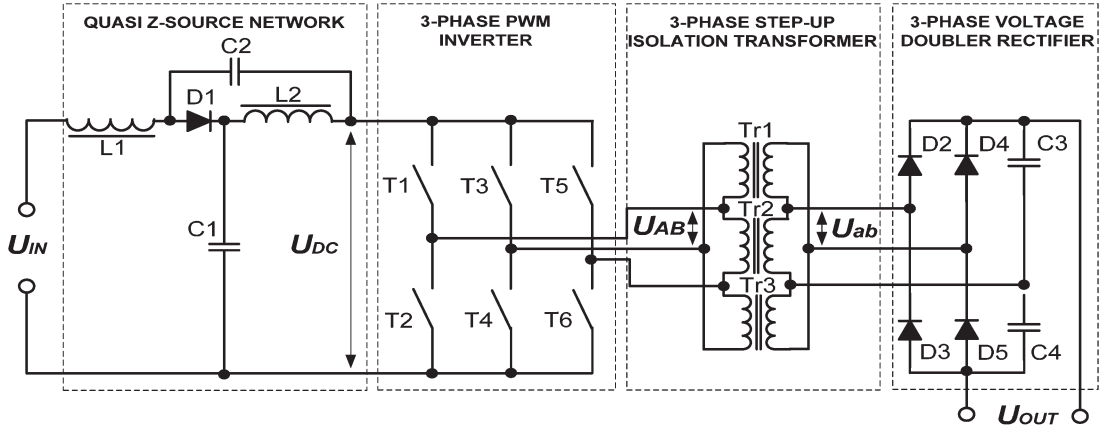 QUASI Z-SOURCE NETWORK
C2
D1
L2
L1
C1
UIN
UDC
3-PHASE PWM
INVERTER
T1
T3
T5
T2
T4
T6
3-PHASE STEP-UP
ISOLATION TRANSFORMER
Tr1
Tr2
UAB
Uab
Tr3
3-PHASE VOLTAGE
DOUBLER RECTIFIER
D2
D4
C3
D3
D5
C4
UOUT